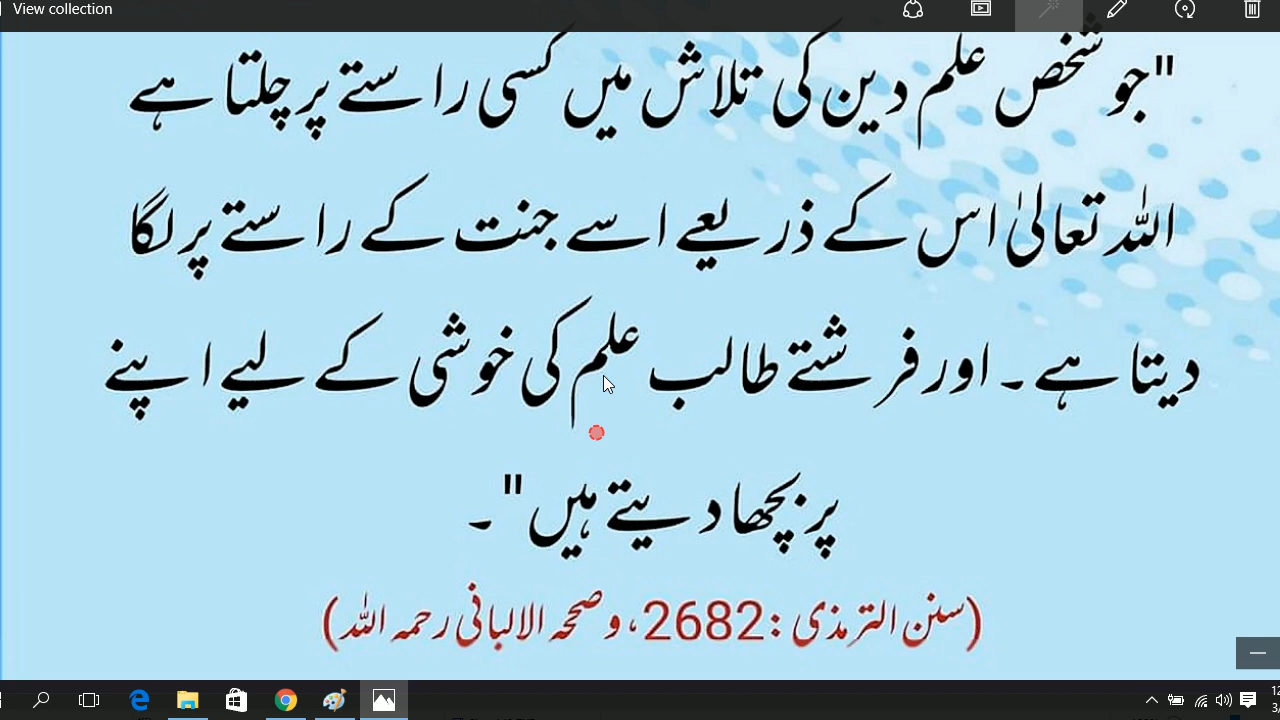 View collection
"جو شخص علم دین کی تلاش میں کسی راستے پر چلتا ہے
اللہ تعالیٰ اس کے ذریعے اسے جنت کے راستے پر لگا
دیتا ہے۔ اور فرشتے طالب علم کی خوشی کے لیے اپنے
پر بچھا دیتے ہیں"۔
(سنن الترمذی :2682، وصححہ الالبانی رحمہ اللہ)